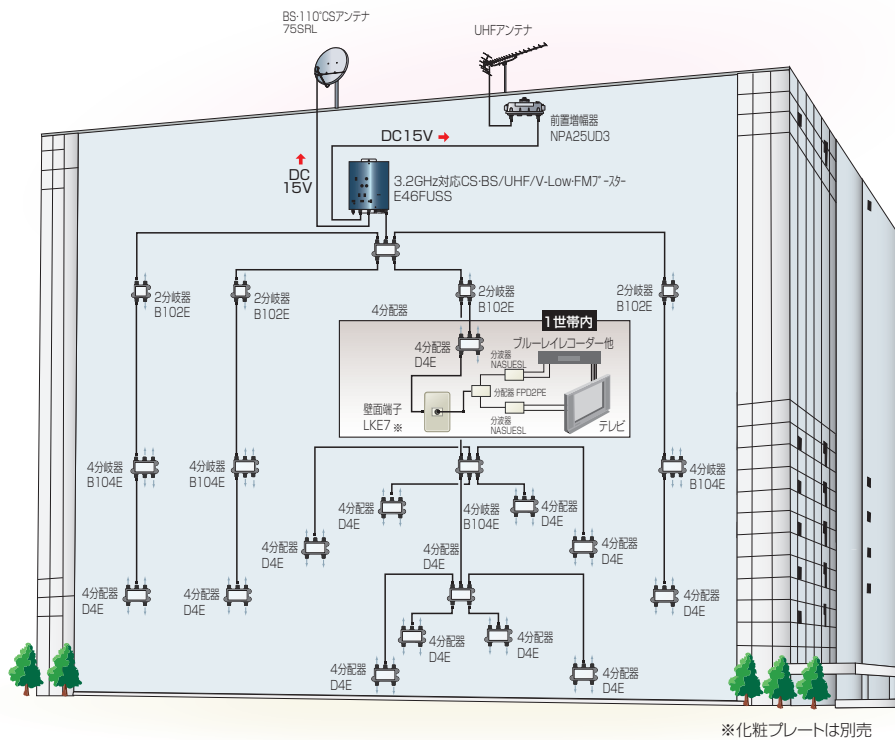 BS・110°CSアンテナ
75SRL
UHFアンテナ
前置増幅器
NPA25UD3
DC15V
DC
15V
3.2GHz対応CS・BS/UHF/V-Low・FMブースター
E46FUSS
2分岐器
B102E
2分岐器
B102E
4分配器
2分岐器
B102E
2分岐器
B102E
1世帯内
4分配器
D4E
ブルーレイレコーダー他
分波器
NASUESL
分配器 FPD2PE
壁面端子
LKE7 ※
分波器
NASUESL
テレビ
4分岐器
B104E
4分岐器
B104E
4分岐器
B104E
4分配器
D4E
4分岐器
B104E
4分配器
D4E
4分配器
D4E
4分配器
D4E
4分配器
D4E
4分配器
D4E
4分配器
D4E
4分配器
D4E
4分配器
D4E
4分配器
D4E
4分配器
D4E
4分配器
D4E
4分配器
D4E
※化粧プレートは別売